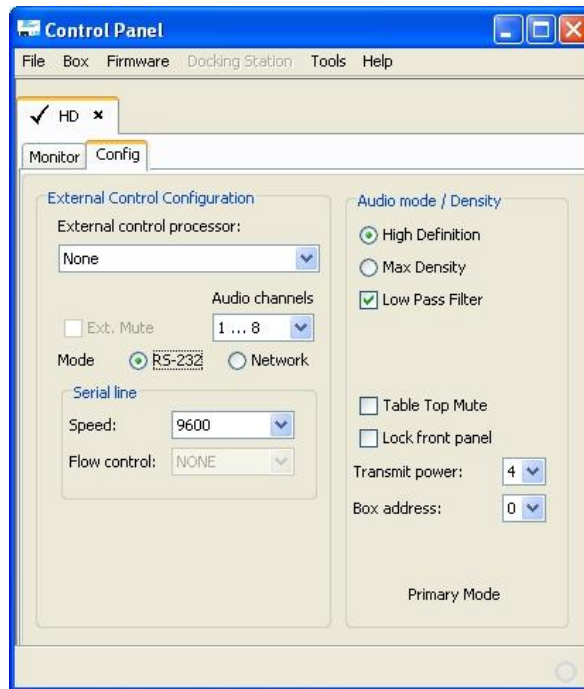 Control Panel
File Box Firmware Docking Station Tools Help
HD
Monitor Config
External Control Configuration
External control processor:
None
Audio channels
Ext. Mute 1 ... 8
Mode RS-232 Network
Serial line
Speed: 9600
Flow control: NONE
Audio mode / Density
High Definition
Max Density
Low Pass Filter
Table Top Mute
Lock front panel
Transmit power: 4
Box address: 0
Primary Mode